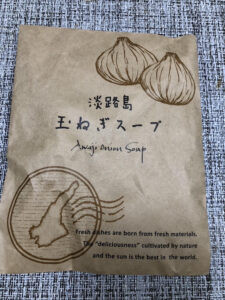 淡路島
玉ねぎスープ
Awaji onion Soup
Fresh dishes are born from fresh materials.
The "deliciousness" cultivated by nature
and the sun is the best in the world.